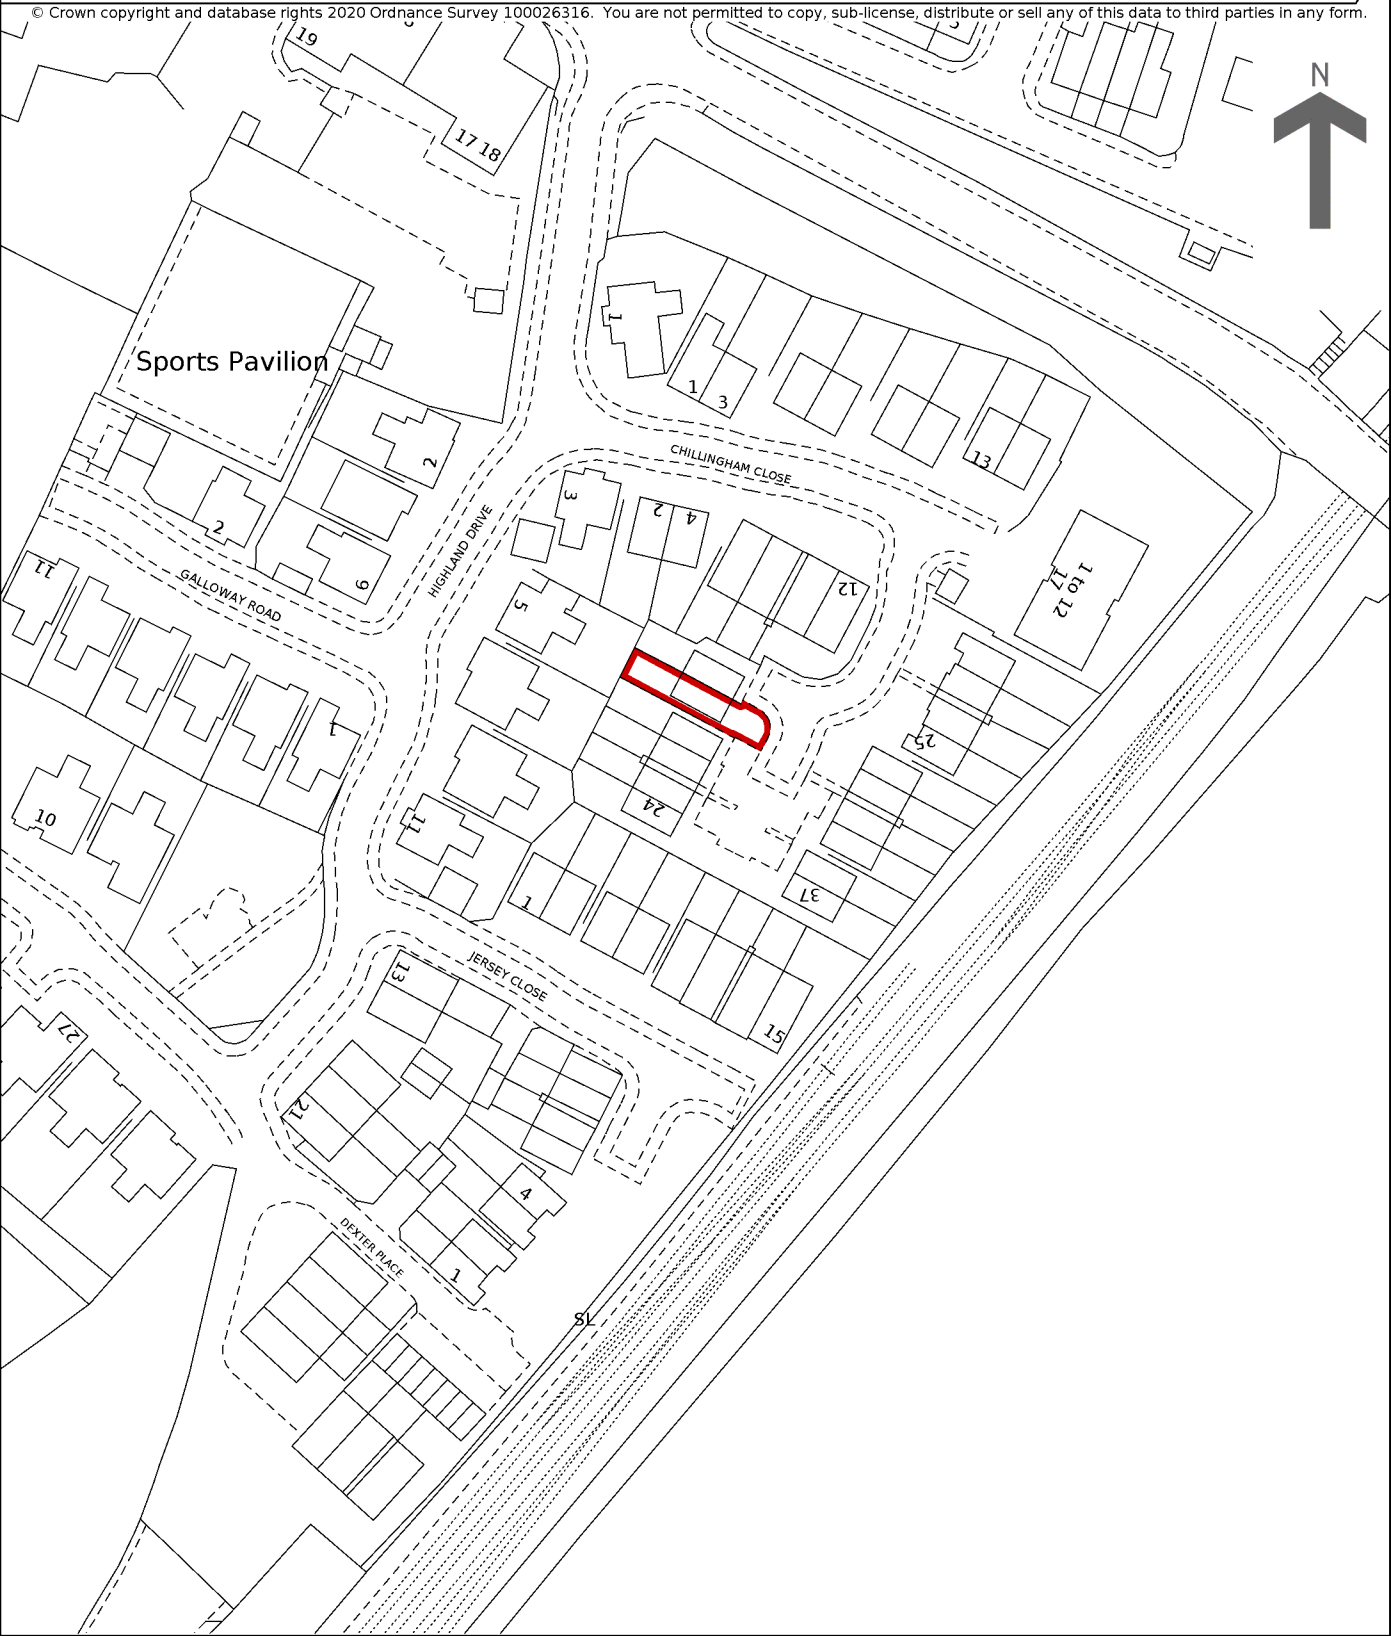 © Crown copyright and database rights 2020 Ordnance Survey 100026316.  You are not permitted to copy, sub-license, distribute or sell any of this data to third parties in any form.
N
19
17 18
Sports Pavilion
1
1
3
13
CHILLINGHAM CLOSE
2
2
3
2
4
12
HIGHLAND DRIVE
GALLOWAY ROAD
11
9
5
1 to 12
17
1
25
10
11
24
37
1
JERSEY CLOSE
13
15
27
21
4
DEXTER PLACE
1
SL